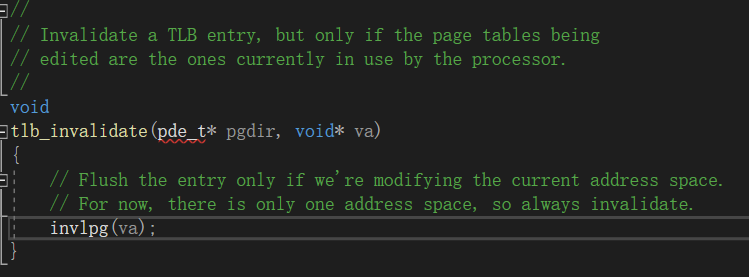 //
// Invalidate a TLB entry, but only if the page tables being
// edited are the ones currently in use by the processor.
//
void
tlb_invalidate(pde_t* pgdir, void* va)
{
// Flush the entry only if we're modifying the current address space.
// For now, there is only one address space, so always invalidate.
invlpg(va);
}